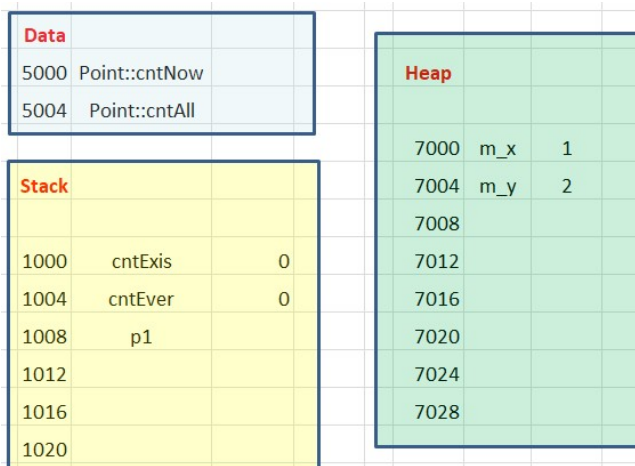 Data
5000 Point::cntNow
5004 Point::cntAll
Stack
1000 cntExis 0
1004 cntEver 0
1008 p1
1012
1016
1020
Heap
7000 m_x 1
7004 m_y 2
7008
7012
7016
7020
7024
7028